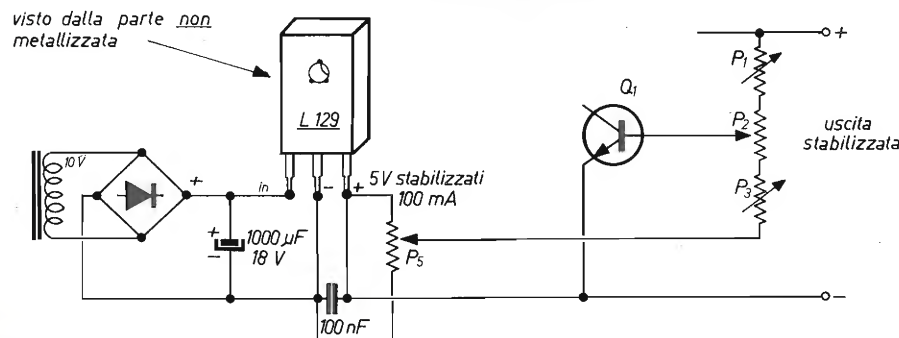 visto dalla parte non
metallizzata
L 129
10V
+
in
-
+
5V stabilizzati
100 mA
+
-
1000 µF
18 V
P5
100 nF
Q1
P1
P2
P3
+
uscita
stabilizzata
-